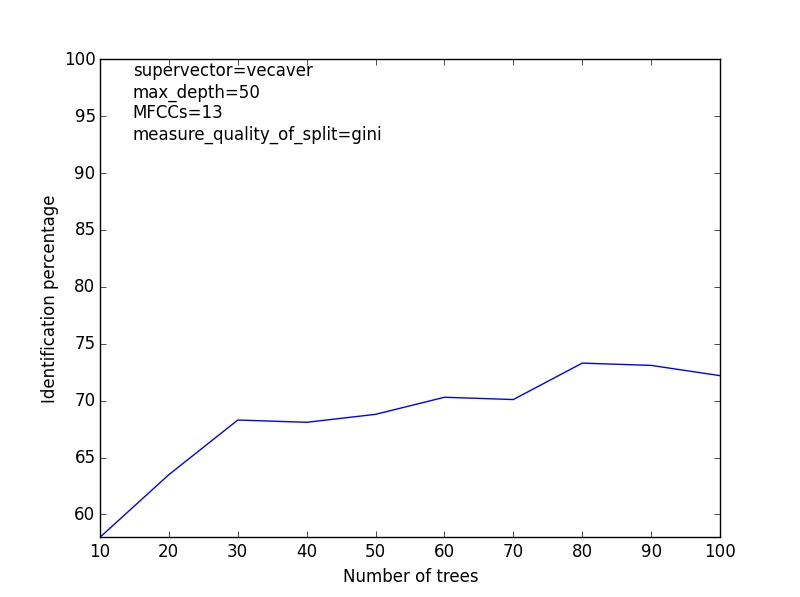 supervector=vecaver
max_depth=50
MFCCs=13
measure_quality_of_split=gini
100
95
90
85
80
75
70
65
60
Identification percentage
10 20 30 40 50 60 70 80 90 100
Number of trees